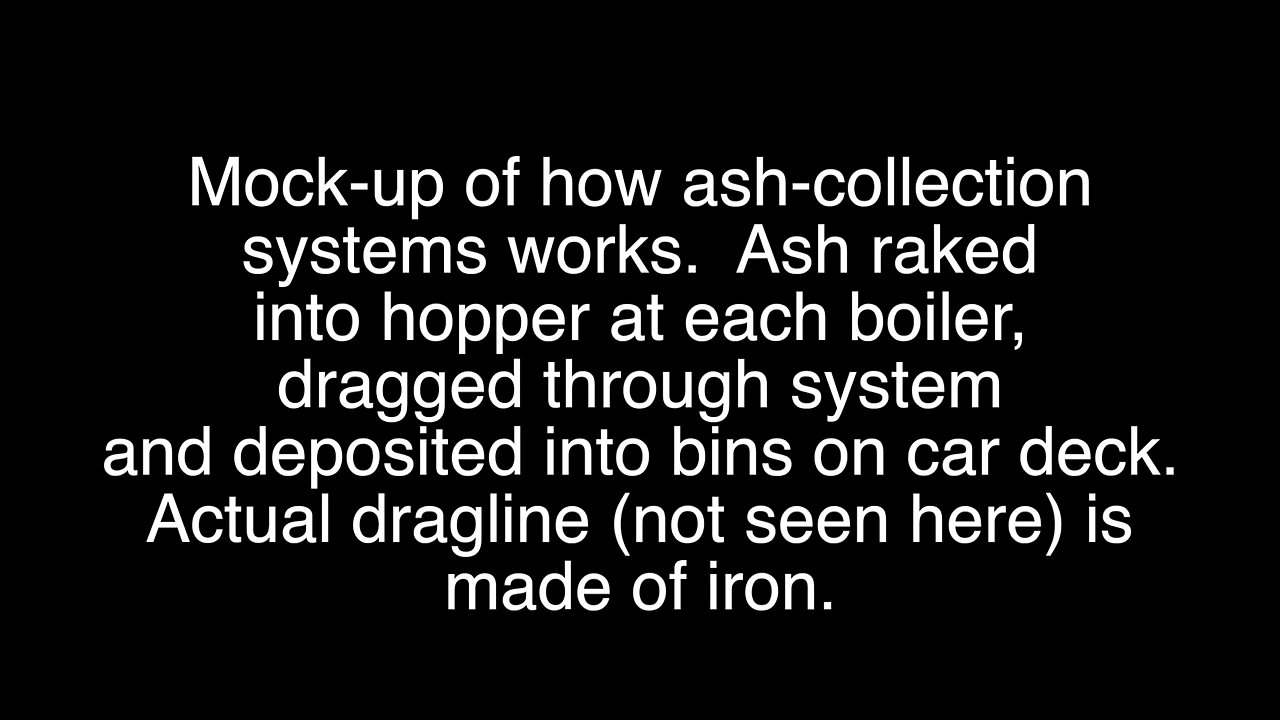 Mock-up of how ash-collection
systems works.  Ash raked
into hopper at each boiler,
dragged through system
and deposited into bins on car deck.
Actual dragline (not seen here) is
made of iron.